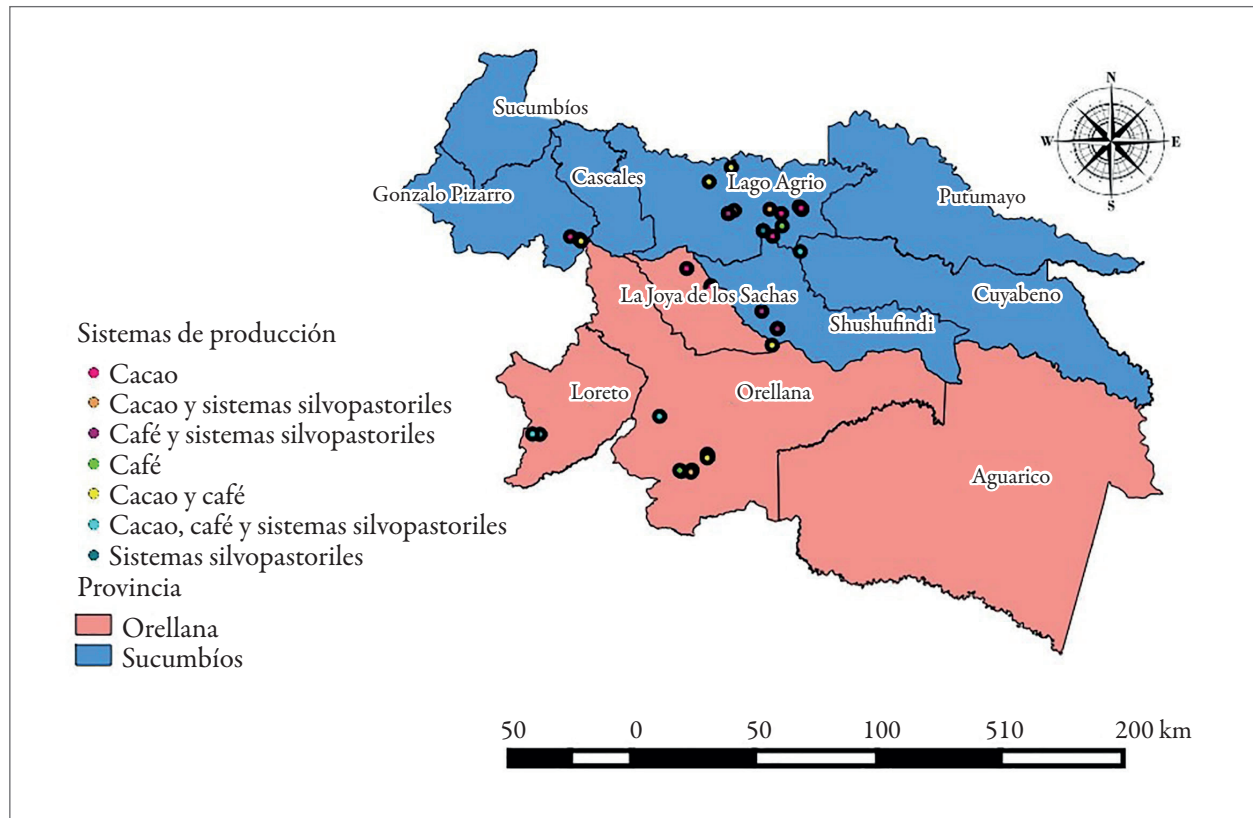 N
W
E
S
Sucumbíos
Gonzalo Pizarro
Cascales
Lago Agrio
Putumayo
La Joya de los Sachas
Cuyabeno
Shushufindi
Loreto
Orellana
Aguarico
Sistemas de producción
Cacao
Cacao y sistemas silvopastoriles
Café y sistemas silvopastoriles
Café
Cacao y café
Cacao, café y sistemas silvopastoriles
Sistemas silvopastoriles
Provincia
Orellana
Sucumbíos
50 0 50 100 510 200 km